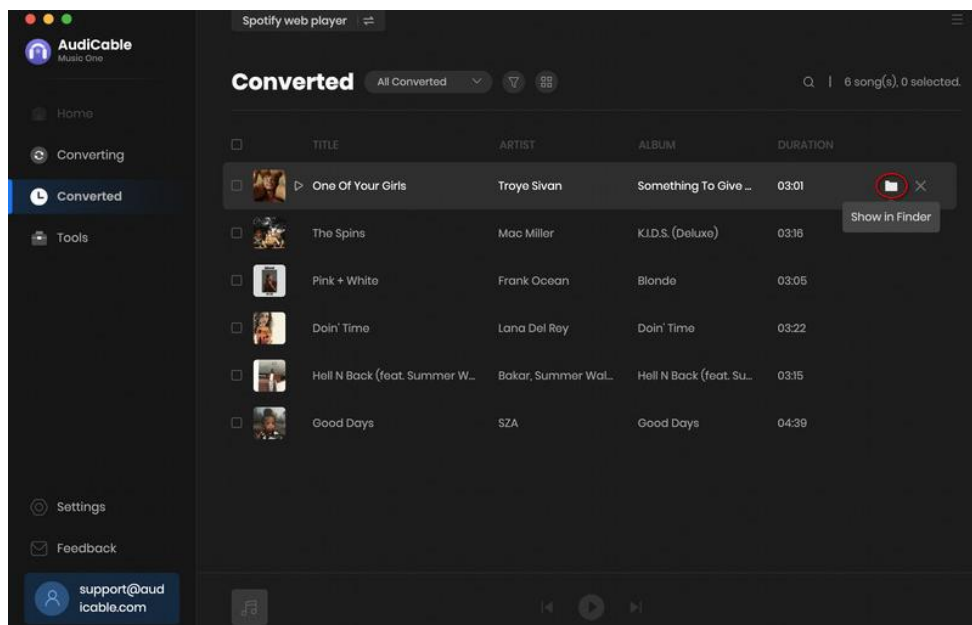 Spotify web player
AudiCable
Music One
Converted All Converted 6 song(s), 0 selected.
Home
Converting
Converted
Tools
TITLE ARTIST ALBUM DURATION
One Of Your Girls Troye Sivan Something To Give ... 03:01
Show in Finder
The Spins Mac Miller K.I.D.S. (Deluxe) 03:16
Pink + White Frank Ocean Blonde 03:05
Doin' Time Lana Del Rey Doin' Time 03:22
Hell N Back (feat. Summer W... Bakar, Summer Wal... Hell N Back (feat. Su... 03:15
Good Days SZA Good Days 04:39
Settings
Feedback
support@aud
icable.com